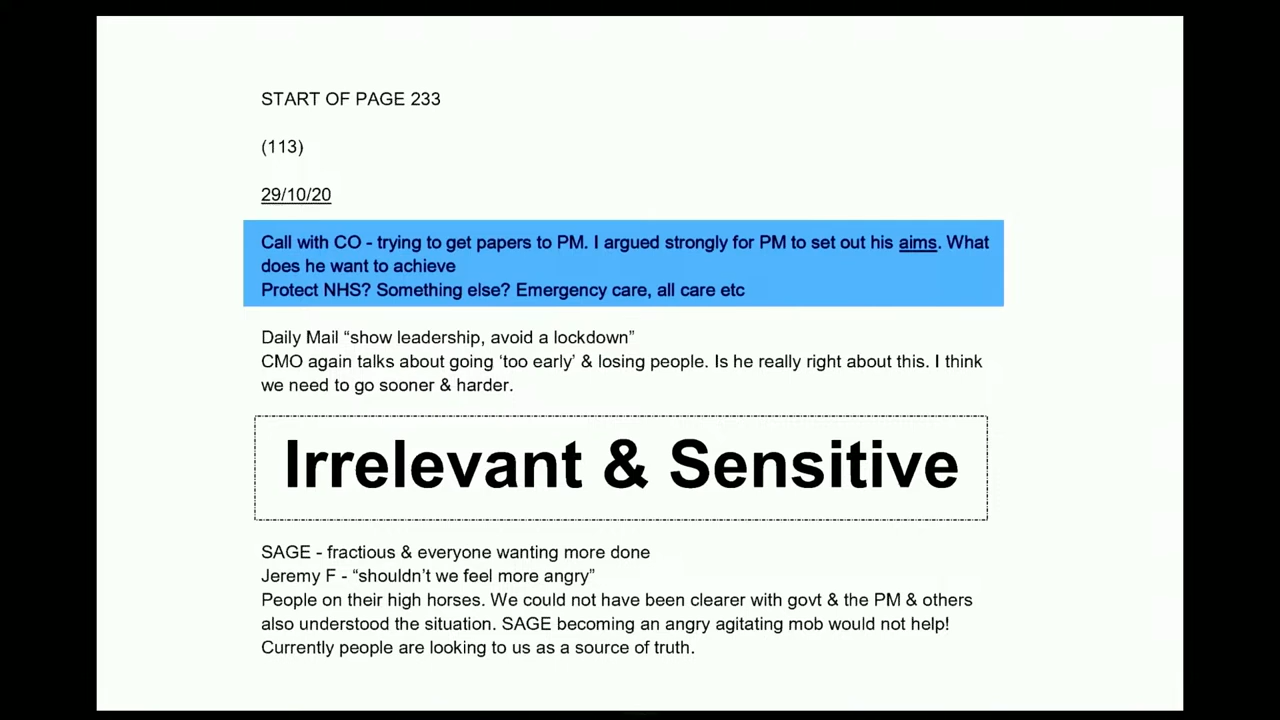 START OF PAGE 233
(113)
29/10/20
Call with CO - trying to get papers to PM. I argued strongly for PM to set out his aims. What
does he want to achieve
Protect NHS? Something else? Emergency care, all care etc
Daily Mail “show leadership, avoid a lockdown”
CMO again talks about going ‘too early’ & losing people. Is he really right about this. I think
we need to go sooner & harder.
Irrelevant & Sensitive
SAGE - fractious & everyone wanting more done
Jeremy F - “shouldn’t we feel more angry”
People on their high horses. We could not have been clearer with govt & the PM & others
also understood the situation. SAGE becoming an angry agitating mob would not help!
Currently people are looking to us as a source of truth.